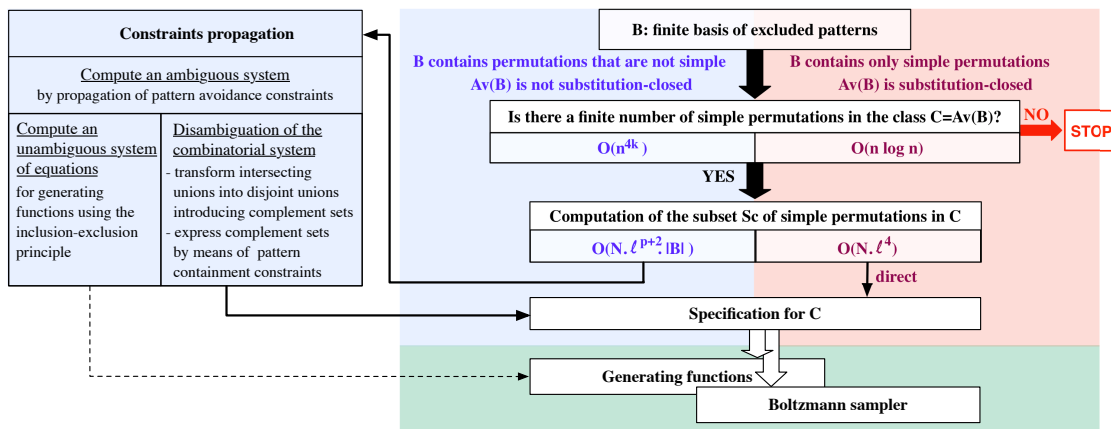 Constraints propagation
Compute an ambiguous system
by propagation of pattern avoidance constraints
Compute an
unambiguous system
of equations
for generating
functions using the
inclusion-exclusion
principle
Disambiguation of the
combinatorial system
- transform intersecting
unions into disjoint unions
introducing complement sets
- express complement sets
by means of pattern
containment constraints
B: finite basis of excluded patterns
B contains permutations that are not simple
Av(B) is not substitution-closed
B contains only simple permutations
Av(B) is substitution-closed
Is there a finite number of simple permutations in the class C=Av(B)?
O(n^{4k})
O(n log n)
NO
STOP
YES
Computation of the subset Sc of simple permutations in C
O(N.ℓ^{p+2}.|B|)
O(N.ℓ^4)
direct
Specification for C
Generating functions
Boltzmann sampler